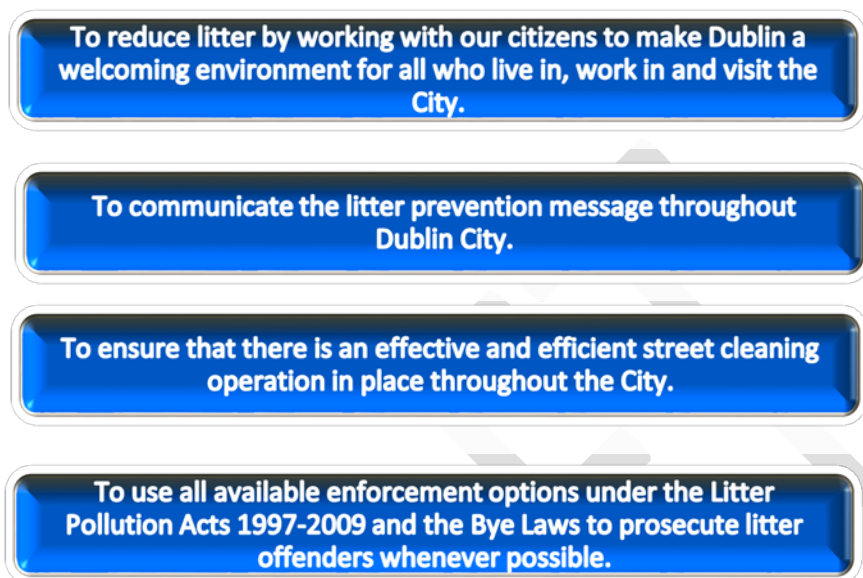 To reduce litter by working with our citizens to make Dublin a
welcoming environment for all who live in, work in and visit the
City.
To communicate the litter prevention message throughout
Dublin City.
To ensure that there is an effective and efficient street cleaning
operation in place throughout the City.
To use all available enforcement options under the Litter
Pollution Acts 1997-2009 and the Bye Laws to prosecute litter
offenders whenever possible.